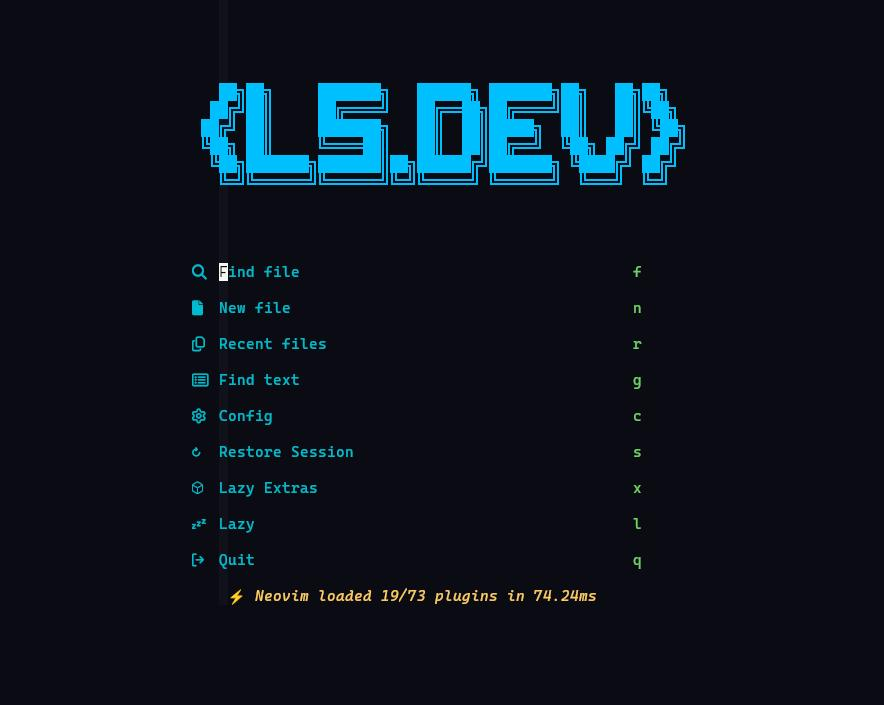 <LS.DEV>
Find file f
New file n
Recent files r
Find text g
Config c
Restore Session s
Lazy Extras x
zzz Lazy l
Quit q
⚡ Neovim loaded 19/73 plugins in 74.24ms